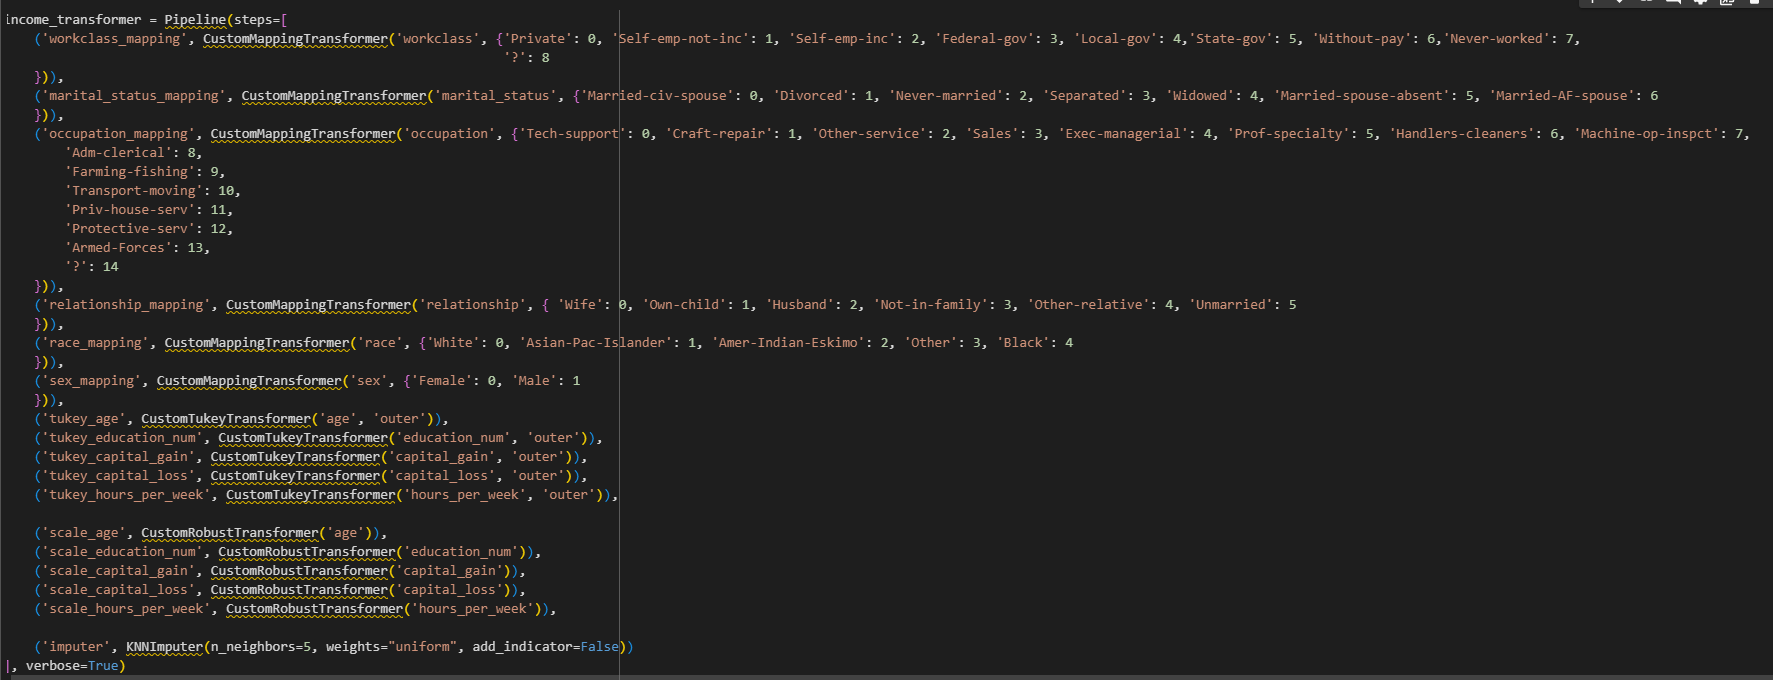 income_transformer = Pipeline(steps=[
('workclass_mapping', CustomMappingTransformer('workclass', {'Private': 0, 'Self-emp-not-inc': 1, 'Self-emp-inc': 2, 'Federal-gov': 3, 'Local-gov': 4,'State-gov': 5, 'Without-pay': 6,'Never-worked': 7,
'?': 8
})),
('marital_status_mapping', CustomMappingTransformer('marital_status', {'Married-civ-spouse': 0, 'Divorced': 1, 'Never-married': 2, 'Separated': 3, 'Widowed': 4, 'Married-spouse-absent': 5, 'Married-AF-spouse': 6
})),
('occupation_mapping', CustomMappingTransformer('occupation', {'Tech-support': 0, 'Craft-repair': 1, 'Other-service': 2, 'Sales': 3, 'Exec-managerial': 4, 'Prof-specialty': 5, 'Handlers-cleaners': 6, 'Machine-op-inspct': 7,
'Adm-clerical': 8,
'Farming-fishing': 9,
'Transport-moving': 10,
'Priv-house-serv': 11,
'Protective-serv': 12,
'Armed-Forces': 13,
'?': 14
})),
('relationship_mapping', CustomMappingTransformer('relationship', { 'Wife': 0, 'Own-child': 1, 'Husband': 2, 'Not-in-family': 3, 'Other-relative': 4, 'Unmarried': 5
})),
('race_mapping', CustomMappingTransformer('race', {'White': 0, 'Asian-Pac-Islander': 1, 'Amer-Indian-Eskimo': 2, 'Other': 3, 'Black': 4
})),
('sex_mapping', CustomMappingTransformer('sex', {'Female': 0, 'Male': 1
})),
('tukey_age', CustomTukeyTransformer('age', 'outer')),
('tukey_education_num', CustomTukeyTransformer('education_num', 'outer')),
('tukey_capital_gain', CustomTukeyTransformer('capital_gain', 'outer')),
('tukey_capital_loss', CustomTukeyTransformer('capital_loss', 'outer')),
('tukey_hours_per_week', CustomTukeyTransformer('hours_per_week', 'outer')),
('scale_age', CustomRobustTransformer('age')),
('scale_education_num', CustomRobustTransformer('education_num')),
('scale_capital_gain', CustomRobustTransformer('capital_gain')),
('scale_capital_loss', CustomRobustTransformer('capital_loss')),
('scale_hours_per_week', CustomRobustTransformer('hours_per_week')),
('imputer', KNNImputer(n_neighbors=5, weights="uniform", add_indicator=False))
], verbose=True)